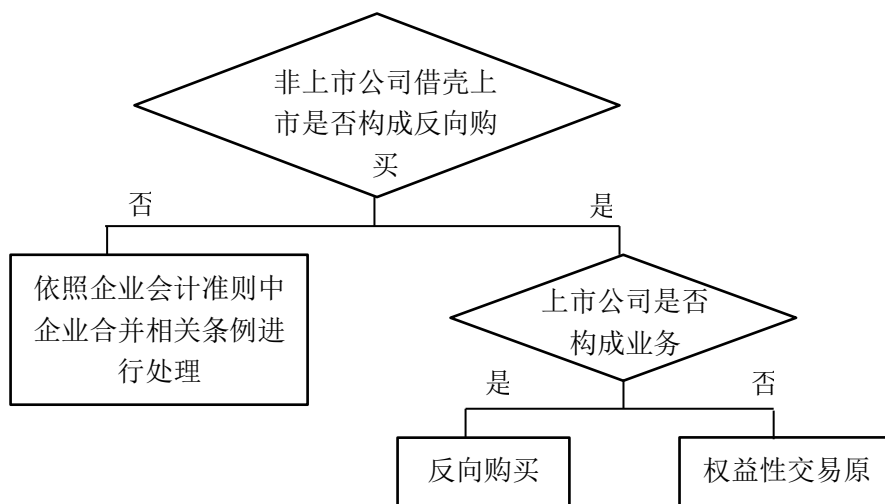 非上市公司借壳上
市是否构成反向购
买
否
是
依照企业会计准则中
企业合并相关条例进
行处理
上市公司是否
构成业务
是
否
反向购买
权益性交易原